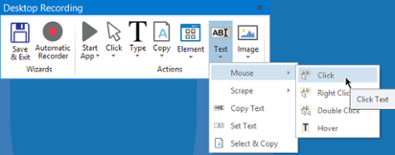 Desktop Recording
Save & Exit
Automatic Recorder
Start App
Click
Type
Copy
Element
Text
Image
Wizards
Actions
Mouse
Scrape
Copy Text
Set Text
Select & Copy
Click
Right Clic
Double Click
Hover
Click Text